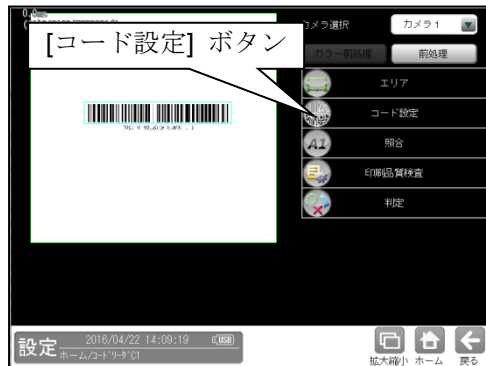 0.0ms
[コード設定] ボタン
カメラ選択
カメラ 1
カラー前処理
前処理
エリア
コード設定
照合
印刷品質検査
判定
設定
2016/04/22 14:09:19
USB
ホーム/コードリーダC1
拡大縮小
ホーム
戻る